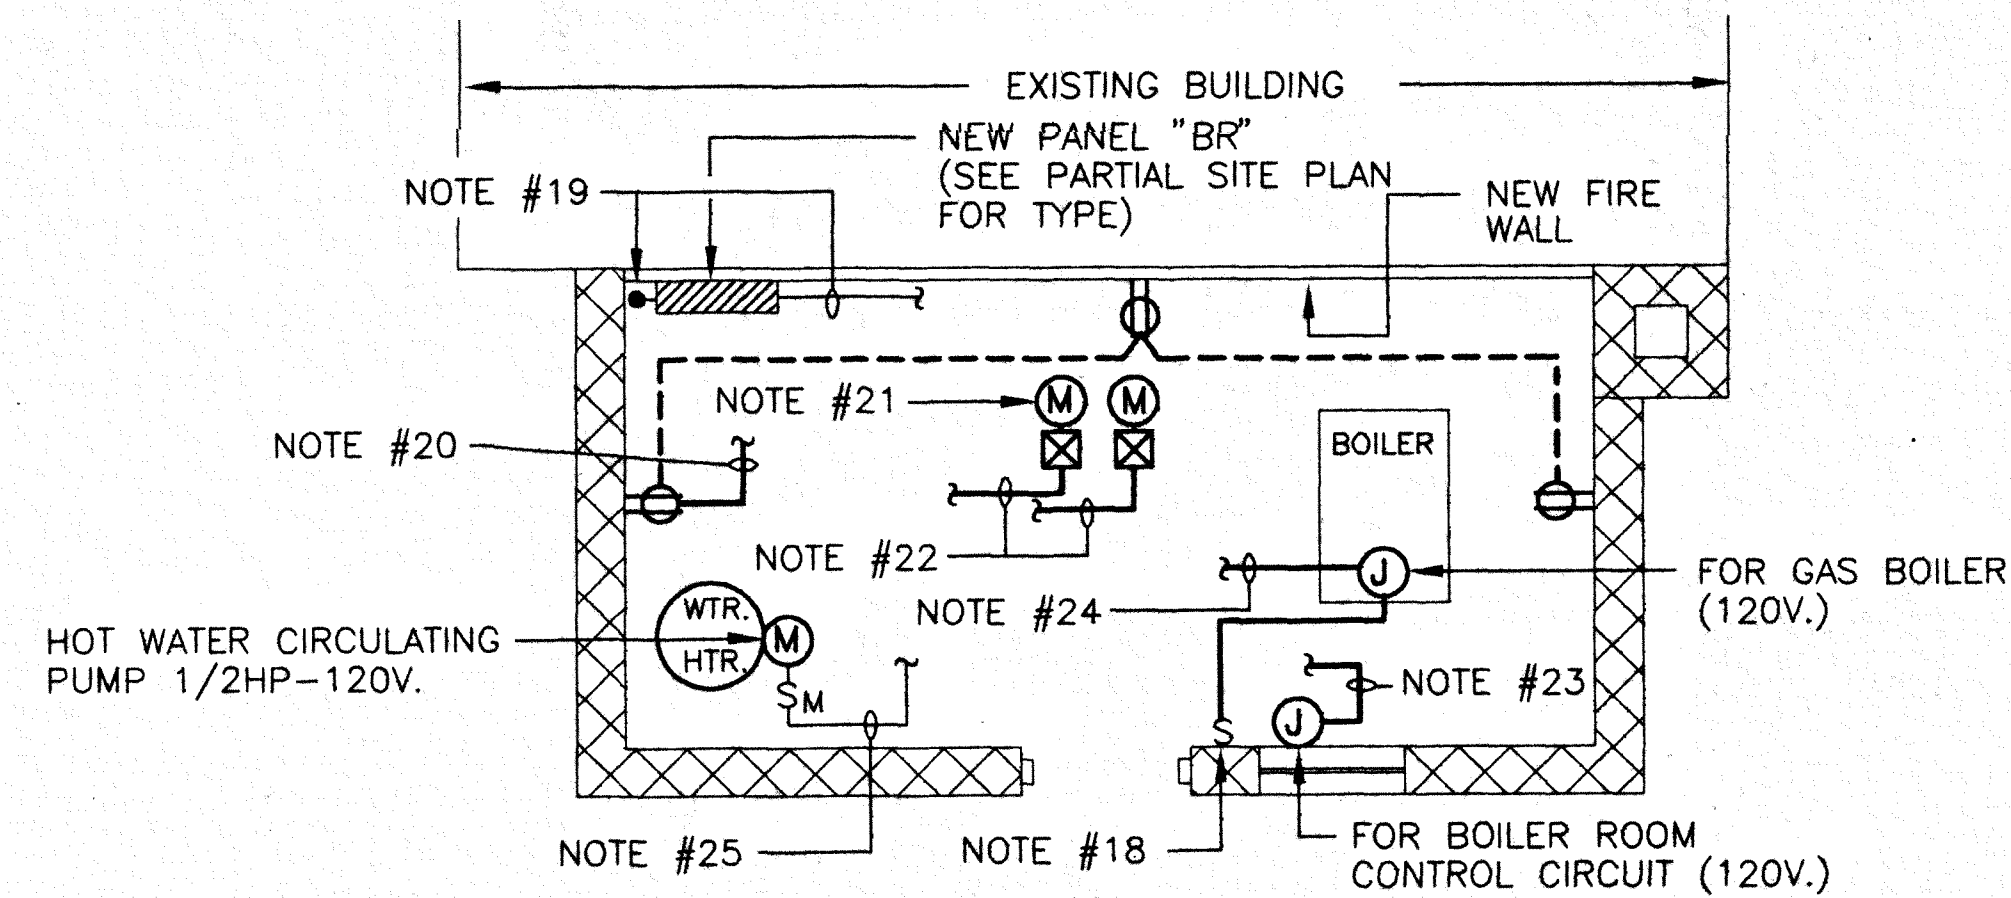 EXISTING BUILDING
NEW PANEL "BR"
(SEE PARTIAL SITE PLAN
FOR TYPE)
NOTE #19
NEW FIRE
WALL
NOTE #21
M
M
NOTE #20
BOILER
NOTE #22
J
FOR GAS BOILER
(120V.)
NOTE #24
WTR.
HTR.
M
HOT WATER CIRCULATING
PUMP 1/2HP-120V.
SM
NOTE #23
J
S
NOTE #25
NOTE #18
FOR BOILER ROOM
CONTROL CIRCUIT (120V.)